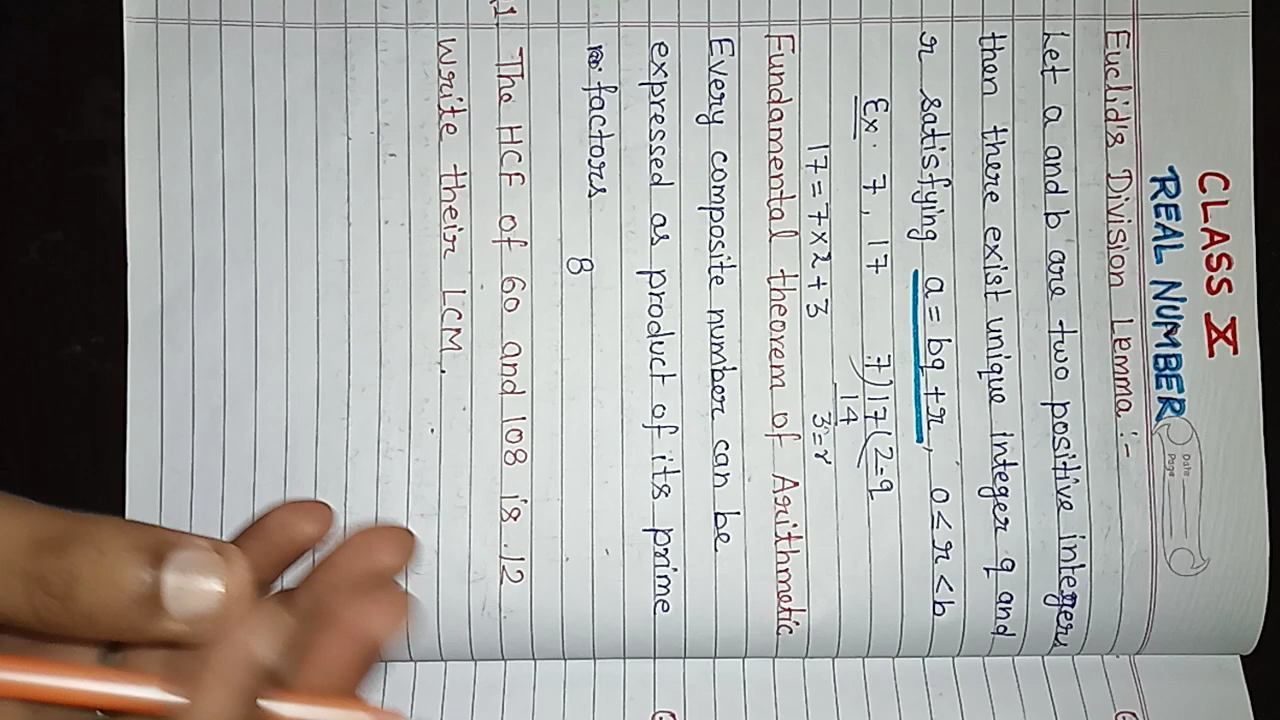 CLASS X
REAL NUMBER
Date
Page
Euclid's Division Lemma :-
Let a and b are two positive integers
then there exist unique integer q and
r satisfying a = bq + r, 0 ≤ r < b
Ex. 7, 17 7) 17 ( 2 = q
14
17 = 7 × 2 + 3 3 = r
Fundamental theorem of Arithmetic
Every composite number can be
expressed as product of its prime
factors
8
1 The HCF of 60 and 108 is 12
write their LCM.